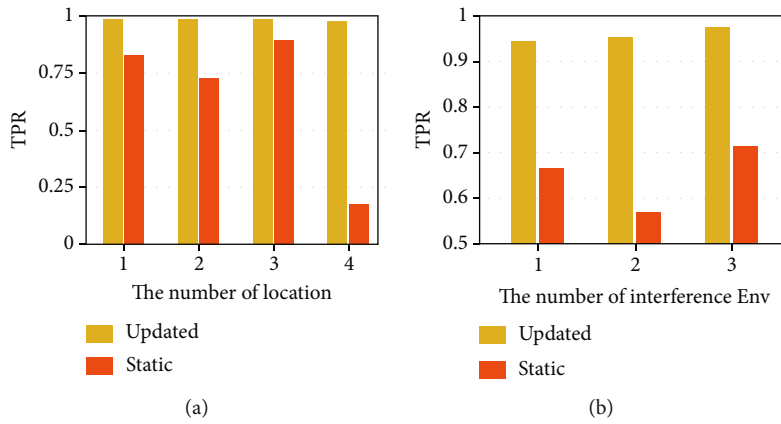 TPR
1
0.75
0.5
0.25
0
1
2
3
4
The number of location
Updated
Static
(a)
TPR
1
0.9
0.8
0.7
0.6
0.5
1
2
3
The number of interference Env
Updated
Static
(b)